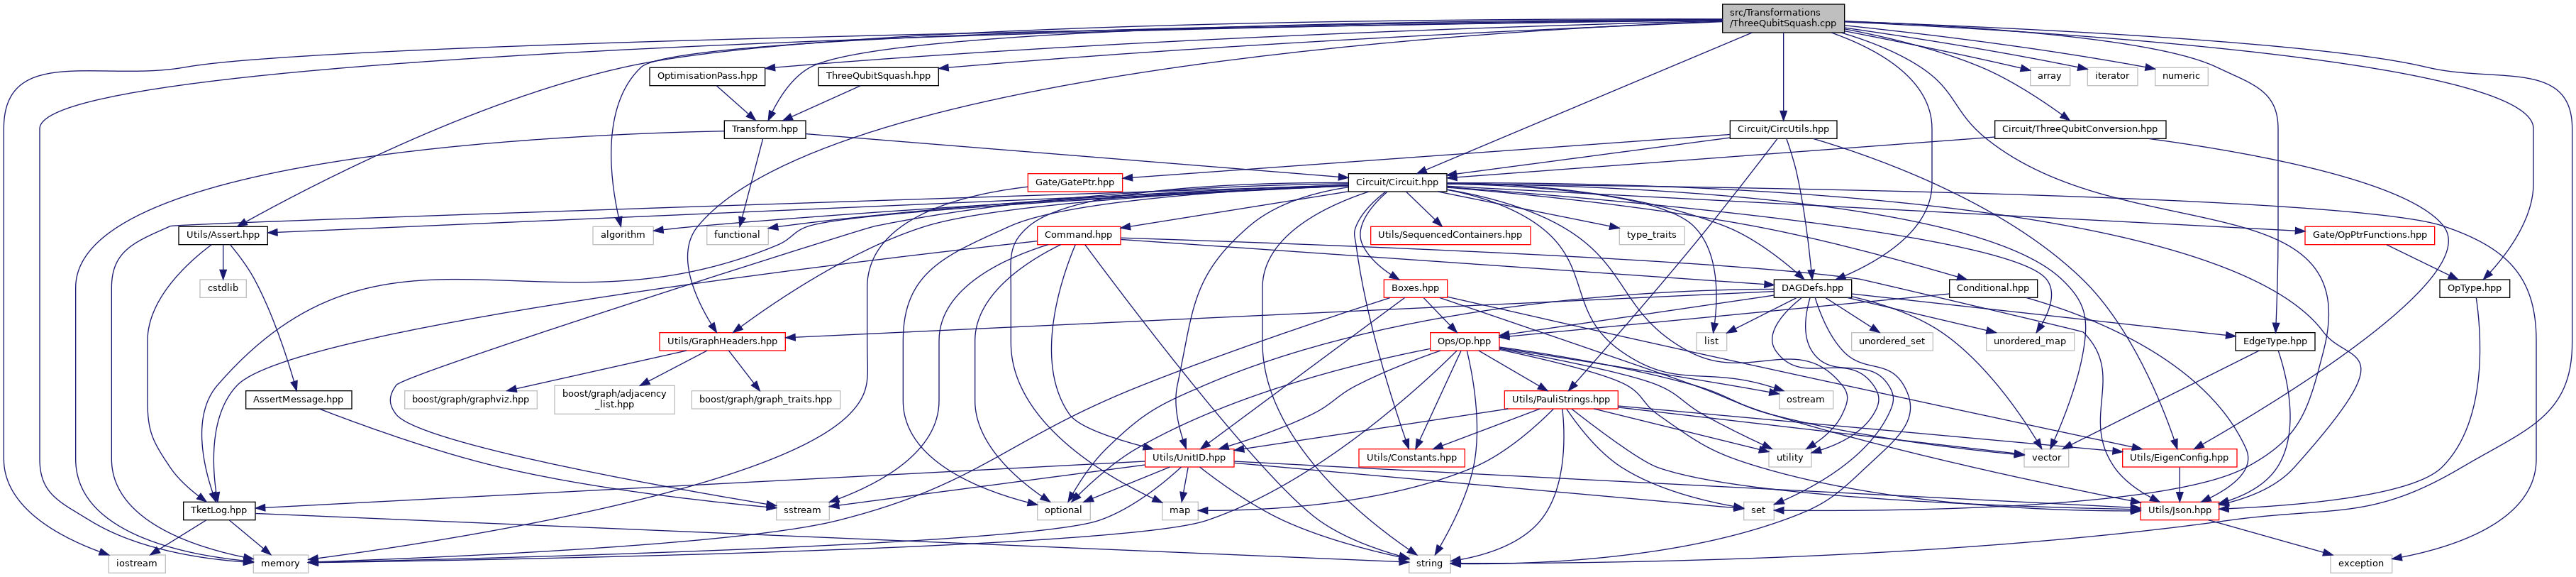 src/Transformations
/ThreeQubitSquash.cpp
OptimisationPass.hpp
ThreeQubitSquash.hpp
array
iterator
numeric
Transform.hpp
Circuit/CircUtils.hpp
Circuit/ThreeQubitConversion.hpp
Gate/GatePtr.hpp
Circuit/Circuit.hpp
Utils/Assert.hpp
algorithm
functional
Command.hpp
Utils/SequencedContainers.hpp
type_traits
Gate/OpPtrFunctions.hpp
cstdlib
Boxes.hpp
DAGDefs.hpp
Conditional.hpp
OpType.hpp
Utils/GraphHeaders.hpp
Ops/Op.hpp
list
unordered_set
unordered_map
EdgeType.hpp
AssertMessage.hpp
boost/graph/graphviz.hpp
boost/graph/adjacency
_list.hpp
boost/graph/graph_traits.hpp
Utils/PauliStrings.hpp
ostream
Utils/UnitID.hpp
Utils/Constants.hpp
utility
vector
Utils/EigenConfig.hpp
TketLog.hpp
sstream
optional
map
set
Utils/Json.hpp
iostream
memory
string
exception